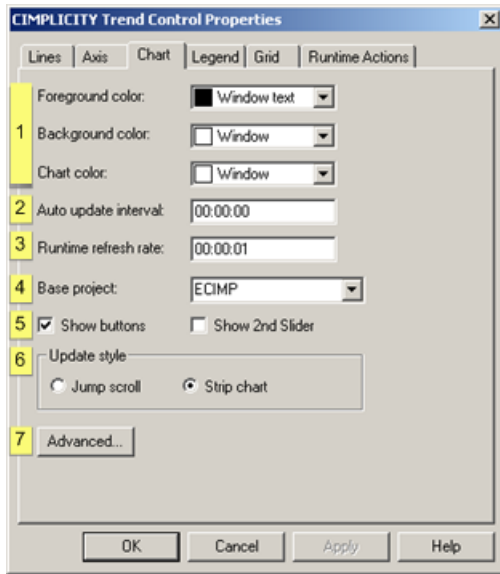 CIMPLICITY Trend Control Properties
Lines Axis Chart Legend Grid Runtime Actions
1
Foreground color: Window text
Background color: Window
Chart color: Window
2 Auto update interval: 00:00:00
3 Runtime refresh rate: 00:00:01
4 Base project: ECIMP
5 Show buttons Show 2nd Slider
6 Update style
Jump scroll Strip chart
7 Advanced...
OK Cancel Apply Help